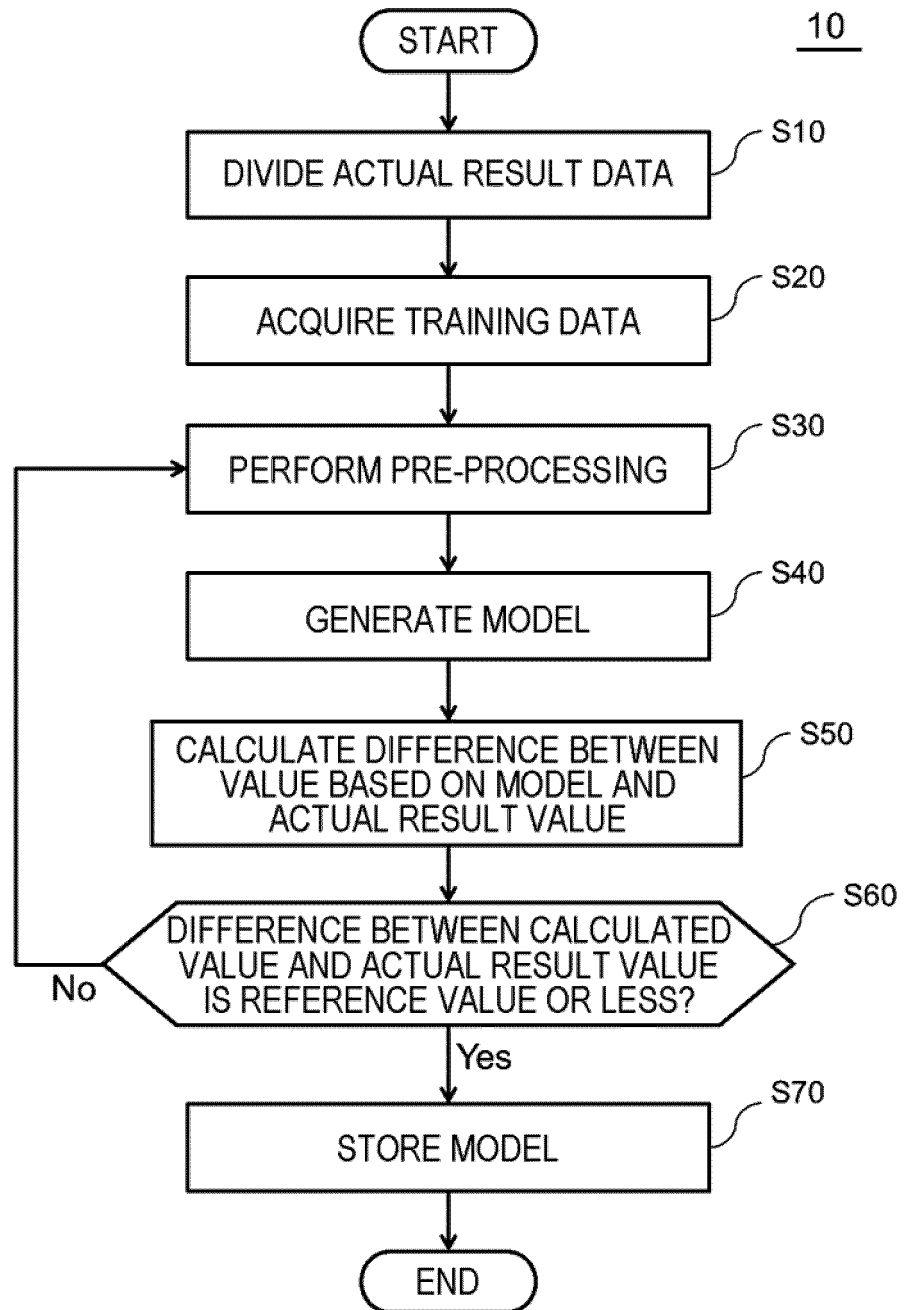 10
START
S10
DIVIDE ACTUAL RESULT DATA
S20
ACQUIRE TRAINING DATA
S30
PERFORM PRE-PROCESSING
S40
GENERATE MODEL
S50
CALCULATE DIFFERENCE BETWEEN
VALUE BASED ON MODEL AND
ACTUAL RESULT VALUE
S60
DIFFERENCE BETWEEN CALCULATED
VALUE AND ACTUAL RESULT VALUE
IS REFERENCE VALUE OR LESS?
No
Yes
S70
STORE MODEL
END